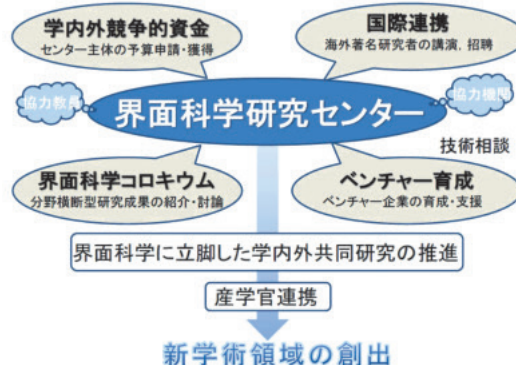 学内外競争的資金
センター主体の予算申請・獲得
国際連携
海外著名研究者の講演，招聘
協力教員
界面科学研究センター
協力機関
技術相談
界面科学コロキウム
分野横断型研究成果の紹介・討論
ベンチャー育成
ベンチャー企業の育成・支援
界面科学に立脚した学内外共同研究の推進
産学官連携
新学術領域の創出